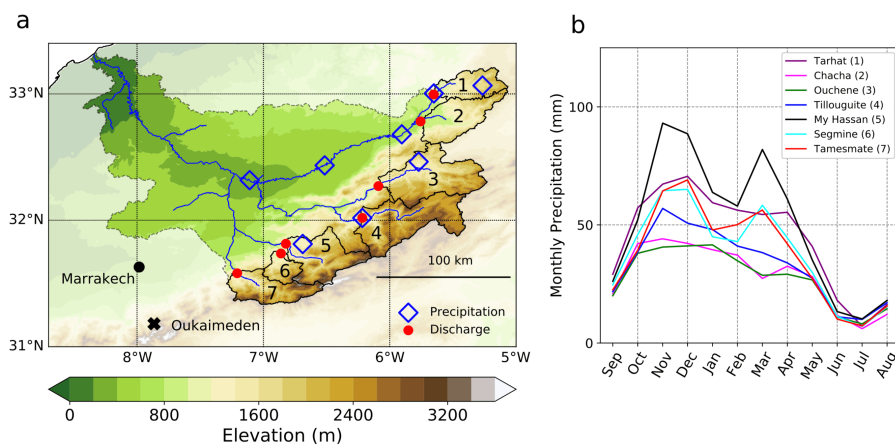 a
33°N
32°N
31°N
8°W
7°W
6°W
5°W
1
2
3
4
5
6
7
Marrakech
Oukaimeden
100 km
Precipitation
Discharge
0
800
1600
2400
3200
Elevation (m)
b
Monthly Precipitation (mm)
100
50
0
Tarhat (1)
Chacha (2)
Ouchene (3)
Tillouguite (4)
My Hassan (5)
Segmine (6)
Tamesmate (7)
Sep
Oct
Nov
Dec
Jan
Feb
Mar
Apr
May
Jun
Jul
Aug